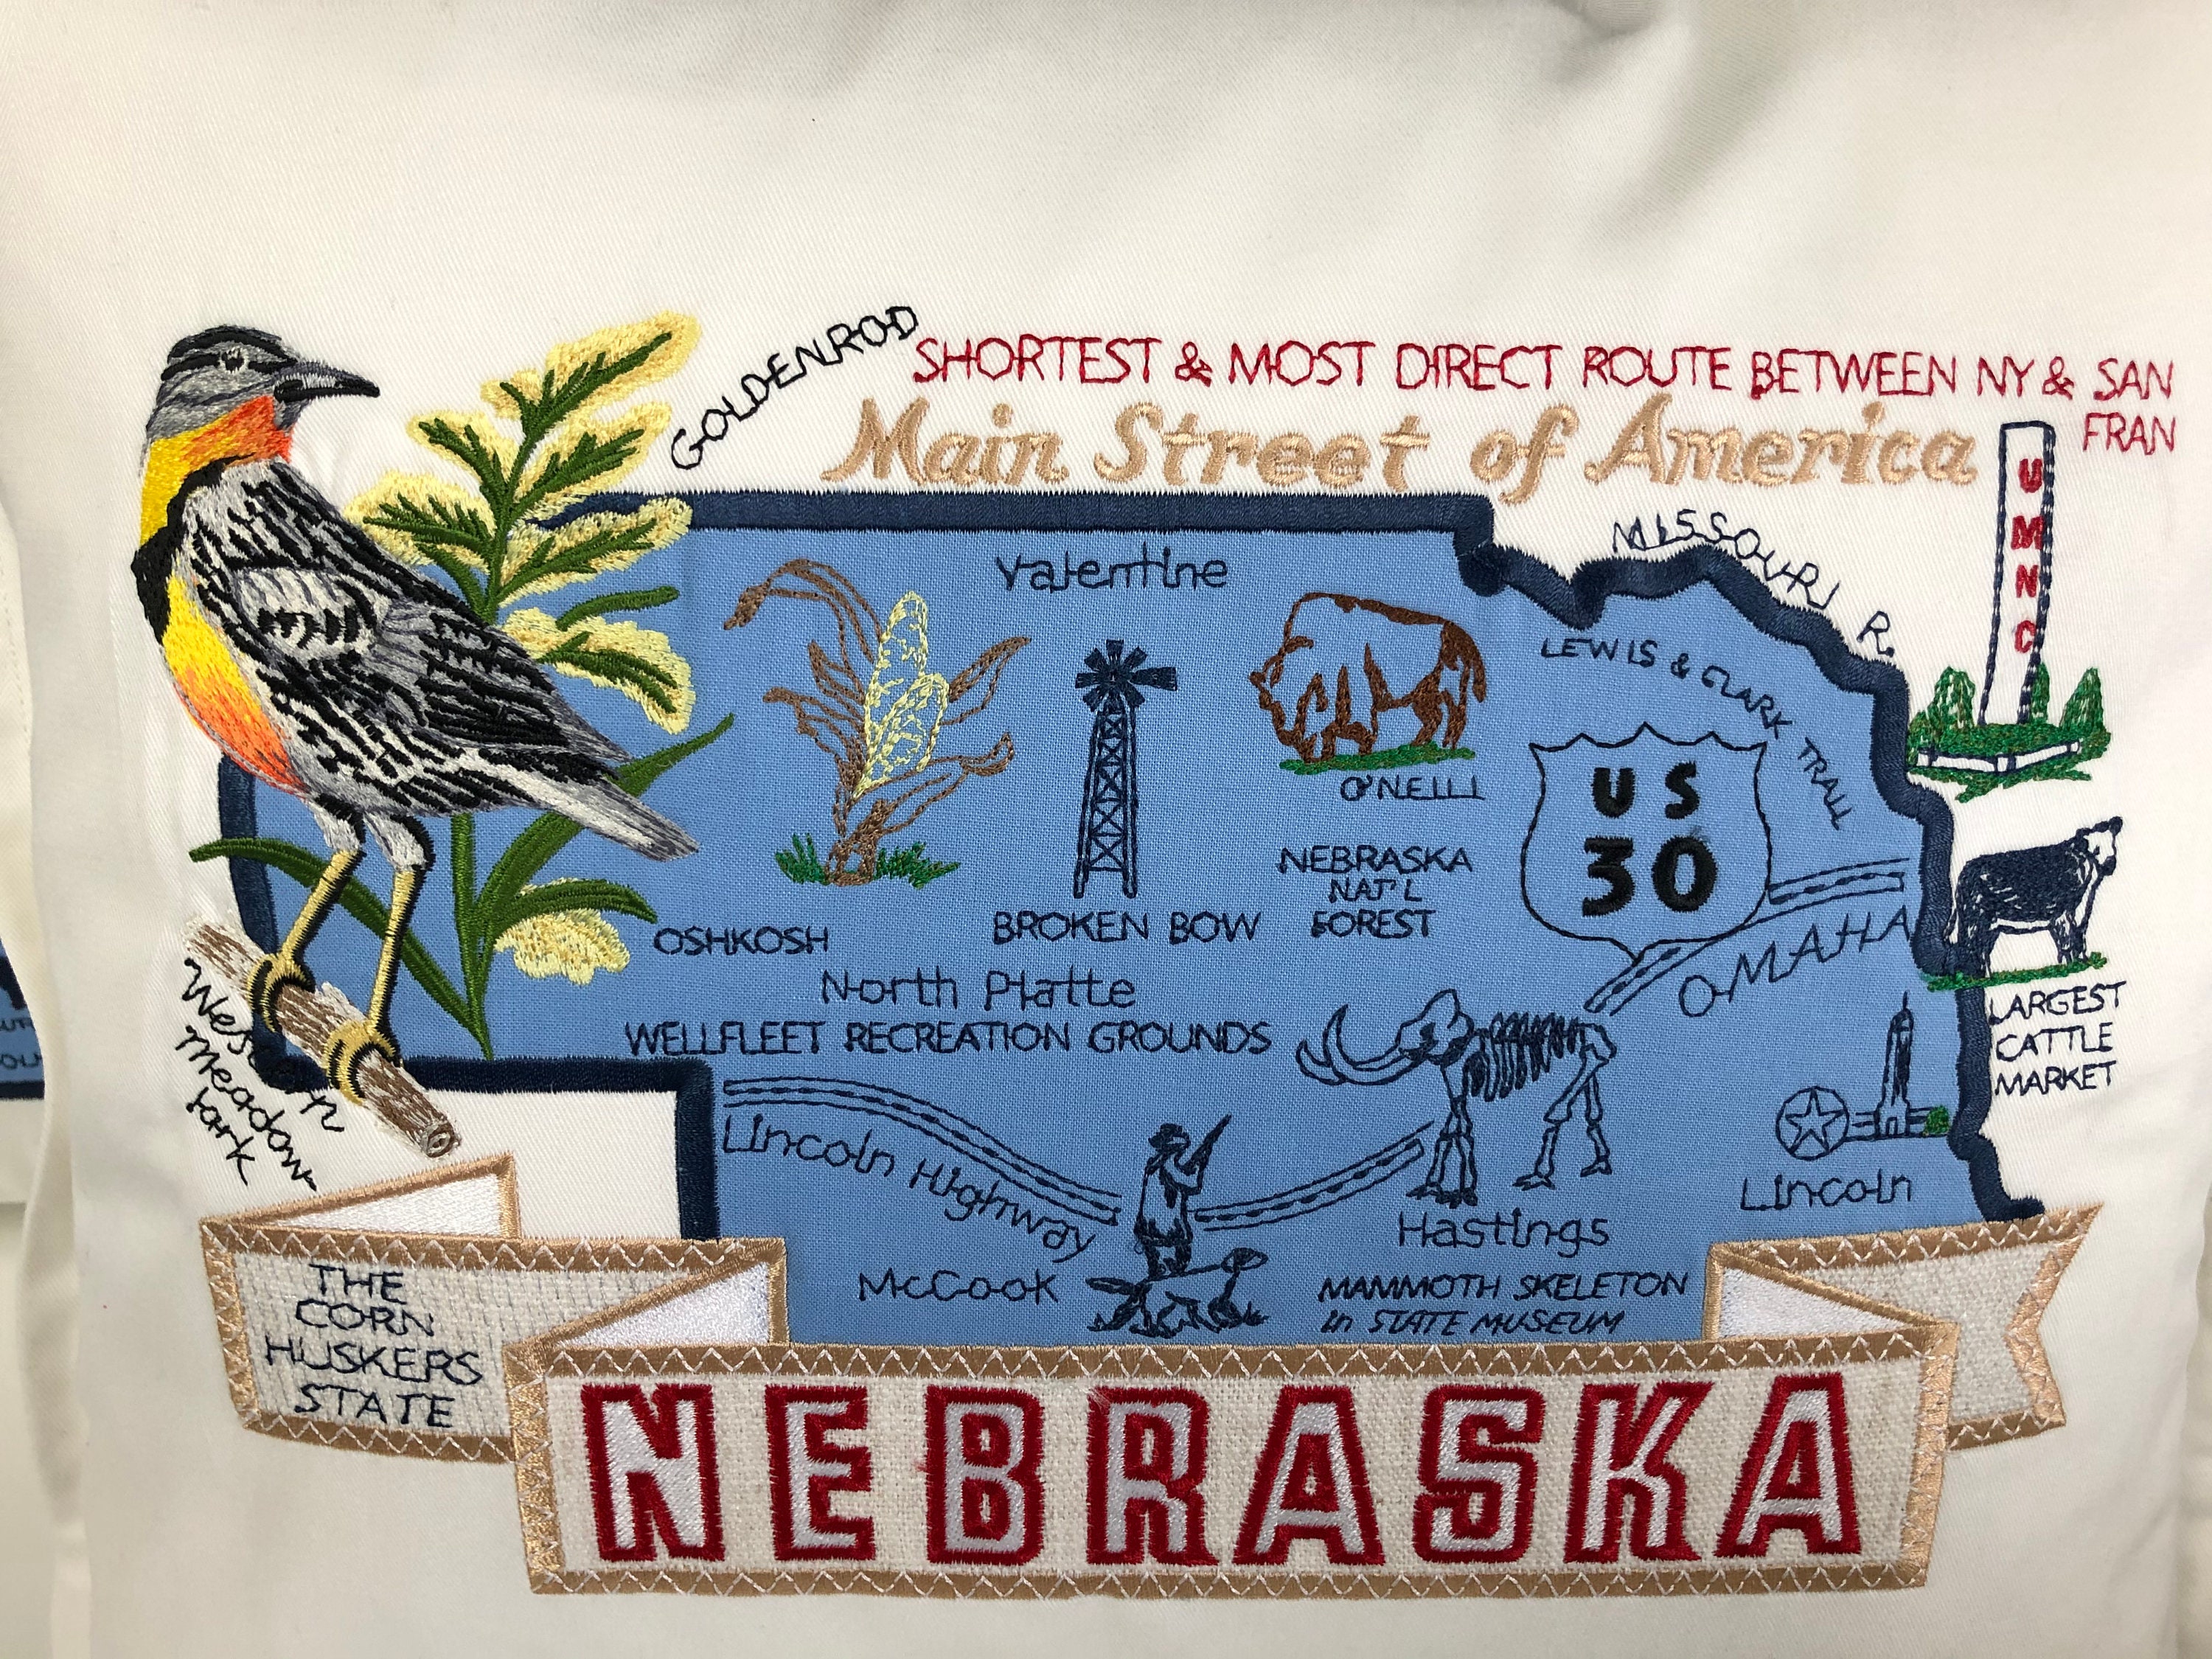 GOLDENROD
SHORTEST & MOST DIRECT ROUTE BETWEEN NY & SAN
FRAN
Main Street of America
UMNC
MISSOURI R.
Valentine
LEWIS & CLARK TRAIL
O'NEILL
US
30
NEBRASKA
NAT'L
FOREST
OSHKOSH
BROKEN BOW
OMAHA
North Platte
WELLFLEET RECREATION GROUNDS
LARGEST
CATTLE
MARKET
Western
Meadow
lark
Lincoln Highway
Lincoln
Hastings
McCook
MAMMOTH SKELETON
In STATE MUSEUM
THE
CORN
HUSKERS
STATE
NEBRASKA